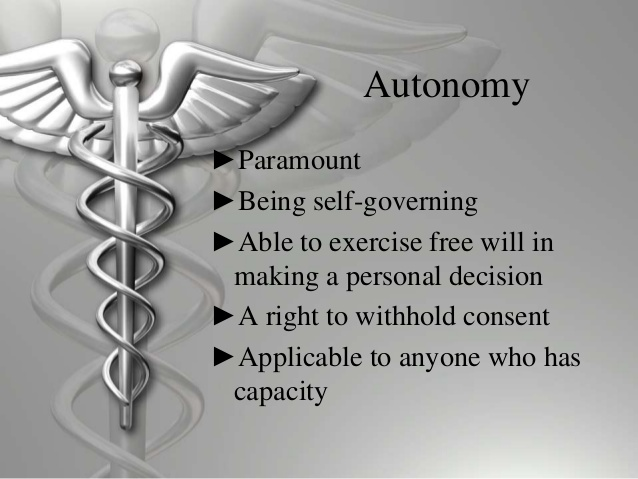 Autonomy
►Paramount
►Being self-governing
►Able to exercise free will in
making a personal decision
►A right to withhold consent
►Applicable to anyone who has
capacity